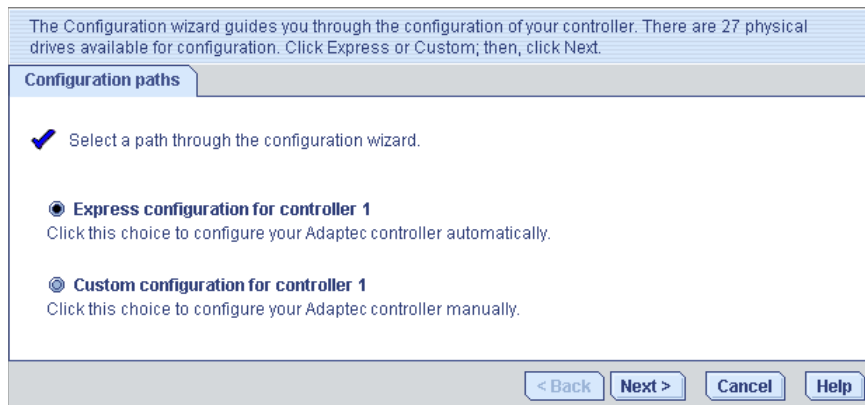 The Configuration wizard guides you through the configuration of your controller. There are 27 physical
drives available for configuration. Click Express or Custom; then, click Next.
Configuration paths
Select a path through the configuration wizard.
Express configuration for controller 1
Click this choice to configure your Adaptec controller automatically.
Custom configuration for controller 1
Click this choice to configure your Adaptec controller manually.
< Back Next > Cancel Help